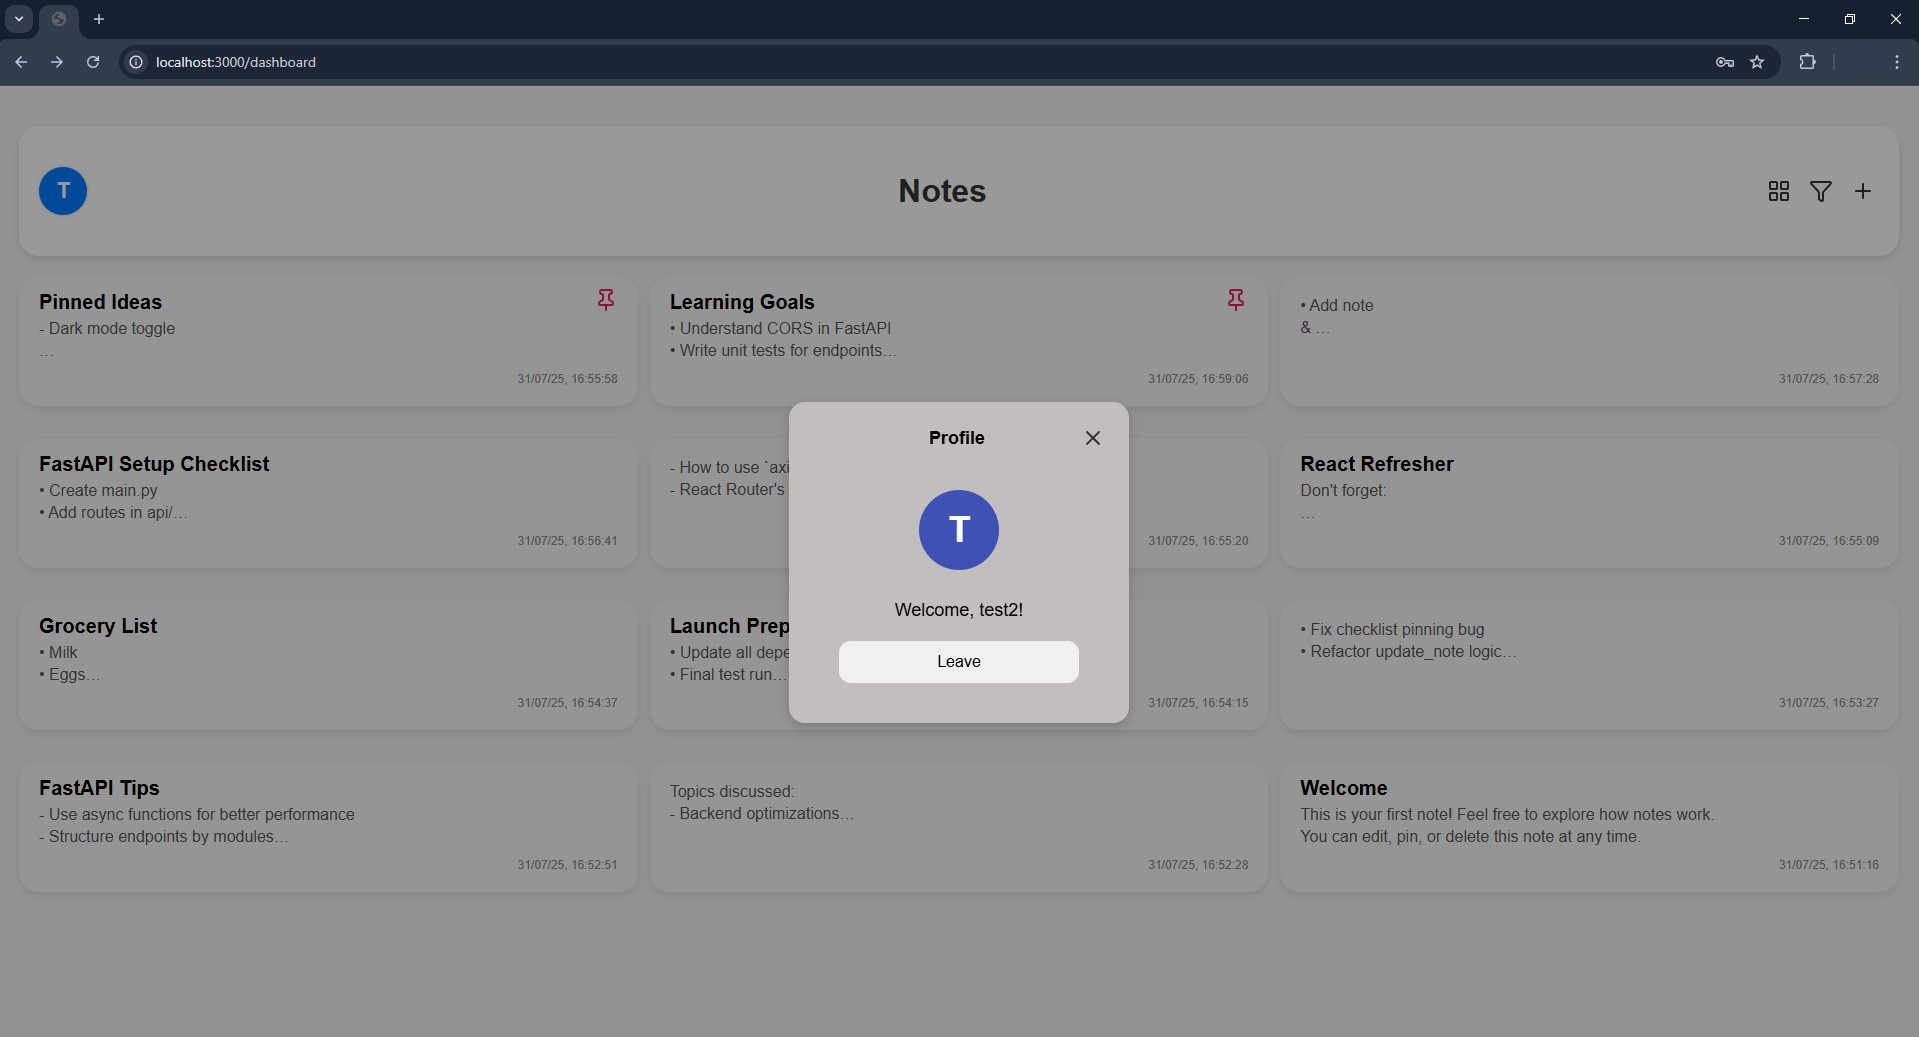 localhost:3000/dashboard
T
Notes
Pinned Ideas
- Dark mode toggle
...
31/07/25, 16:55:58
Learning Goals
• Understand CORS in FastAPI
• Write unit tests for endpoints...
31/07/25, 16:59:06
• Add note
& ...
31/07/25, 16:57:28
FastAPI Setup Checklist
• Create main.py
• Add routes in api/...
31/07/25, 16:56:41
- How to use `axi
- React Router's
31/07/25, 16:55:20
React Refresher
Don't forget:
...
31/07/25, 16:55:09
Profile
T
Welcome, test2!
Leave
Grocery List
• Milk
• Eggs...
31/07/25, 16:54:37
Launch Prep
• Update all depe
• Final test run...
31/07/25, 16:54:15
• Fix checklist pinning bug
• Refactor update_note logic...
31/07/25, 16:53:27
FastAPI Tips
- Use async functions for better performance
- Structure endpoints by modules...
31/07/25, 16:52:51
Topics discussed:
- Backend optimizations...
31/07/25, 16:52:28
Welcome
This is your first note! Feel free to explore how notes work.
You can edit, pin, or delete this note at any time.
31/07/25, 16:51:16